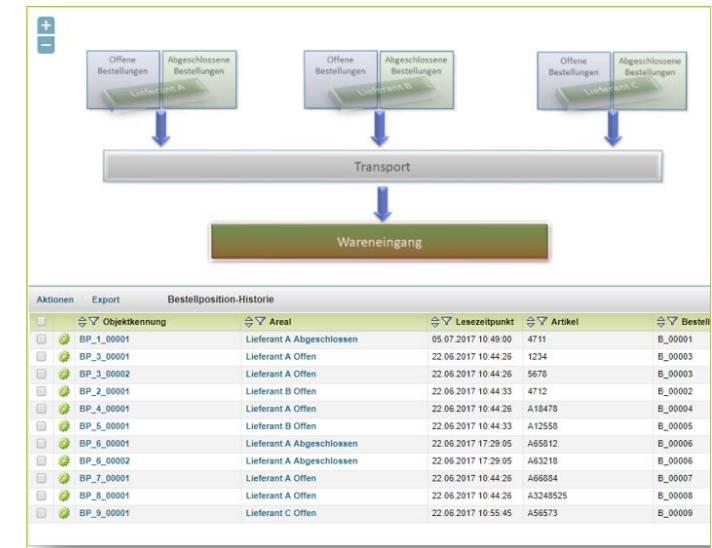 +
−
Offene Bestellungen
Abgeschlossene Bestellungen
Lieferant A
Offene Bestellungen
Abgeschlossene Bestellungen
Lieferant B
Offene Bestellungen
Abgeschlossene Bestellungen
Lieferant C
Transport
Wareneingang
Aktionen Export Bestellposition-Historie
Objektkennung Areal Lesezeitpunkt Artikel Bestell
BP_1_00001 Lieferant A Abgeschlossen 05.07.2017 10:49:00 4711 B_00001
BP_3_00001 Lieferant A Offen 22.06.2017 10:44:26 1234 B_00003
BP_3_00002 Lieferant A Offen 22.06.2017 10:44:26 5678 B_00003
BP_2_00001 Lieferant B Offen 22.06.2017 10:44:33 4712 B_00002
BP_4_00001 Lieferant A Offen 22.06.2017 10:44:26 A18478 B_00004
BP_5_00001 Lieferant B Offen 22.06.2017 10:44:33 A12558 B_00005
BP_6_00001 Lieferant A Abgeschlossen 22.06.2017 17:29:05 A65812 B_00006
BP_6_00002 Lieferant A Abgeschlossen 22.06.2017 17:29:05 A63218 B_00006
BP_7_00001 Lieferant A Offen 22.06.2017 10:44:26 A66884 B_00007
BP_8_00001 Lieferant A Offen 22.06.2017 10:44:26 A3248525 B_00008
BP_9_00001 Lieferant C Offen 22.06.2017 10:55:45 A56573 B_00009